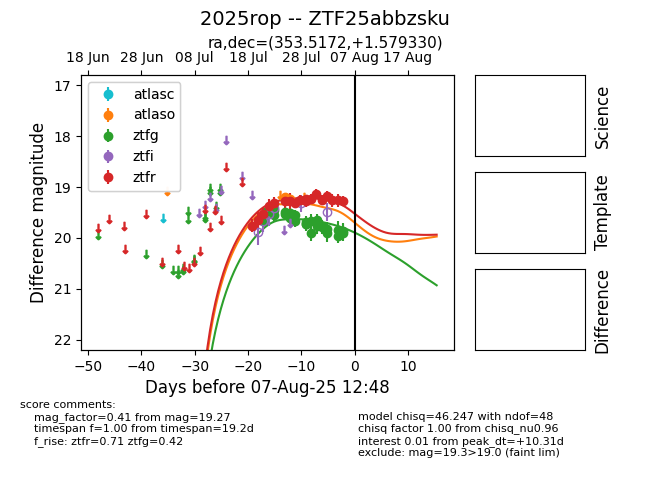 2025rop -- ZTF25abbzsku
ra,dec=(353.5172,+1.579330)
18 Jun 28 Jun 08 Jul 18 Jul 28 Jul 07 Aug 17 Aug
17
18
19
20
21
22
Difference magnitude
atlasc
atlaso
ztfg
ztfi
ztfr
−50 −40 −30 −20 −10 0 10
Days before 07-Aug-25 12:48
Science
Template
Difference
score comments:
mag_factor=0.41 from mag=19.27
timespan f=1.00 from timespan=19.2d
f_rise: ztfr=0.71 ztfg=0.42
model chisq=46.247 with ndof=48
chisq factor 1.00 from chisq_nu0.96
interest 0.01 from peak_dt=+10.31d
exclude: mag=19.3>19.0 (faint lim)